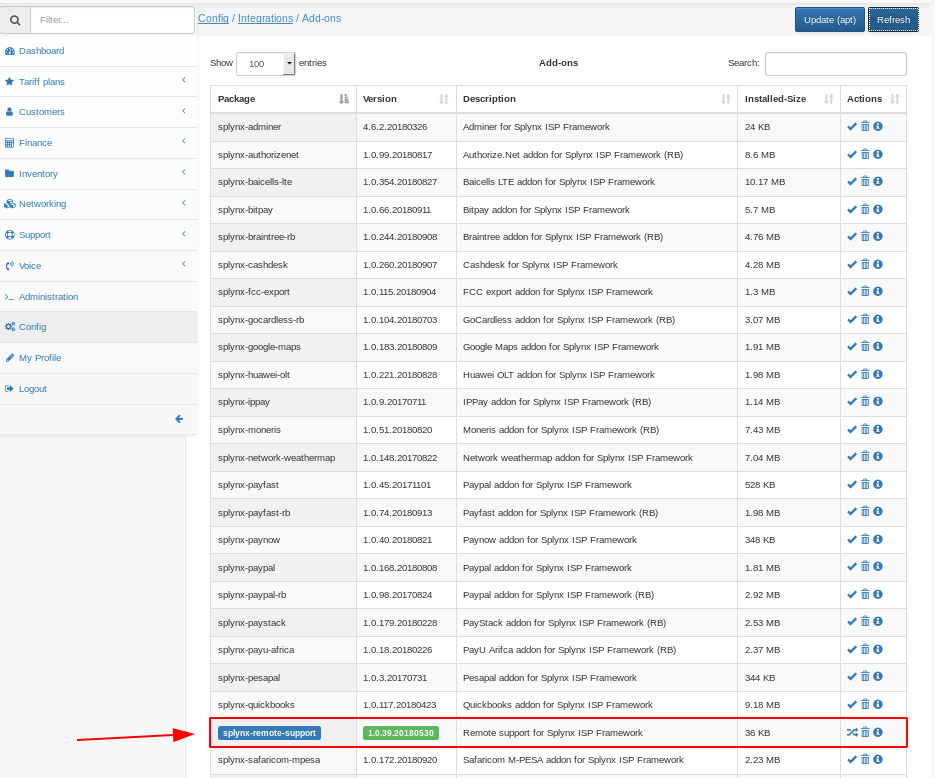 Filter...
Config / Integrations / Add-ons
Update (apt)
Refresh
Dashboard
Tariff plans
Customers
Finance
Inventory
Networking
Support
Voice
Administration
Config
My Profile
Logout
Show 100 entries
Add-ons
Search:
Package Version Description Installed-Size Actions
splynx-adminer 4.6.2.20180326 Adminer for Splynx ISP Framework 24 KB
splynx-authorizenet 1.0.99.20180817 Authorize.Net addon for Splynx ISP Framework (RB) 8.6 MB
splynx-baicells-lte 1.0.354.20180827 Baicells LTE addon for Splynx ISP Framework 10.17 MB
splynx-bitpay 1.0.66.20180911 Bitpay addon for Splynx ISP Framework 5.7 MB
splynx-braintree-rb 1.0.244.20180908 Braintree addon for Splynx ISP Framework (RB) 4.76 MB
splynx-cashdesk 1.0.260.20180907 Cashdesk for Splynx ISP Framework 4.28 MB
splynx-fcc-export 1.0.115.20180904 FCC export addon for Splynx ISP Framework 1.3 MB
splynx-gocardless-rb 1.0.104.20180703 GoCardless addon for Splynx ISP Framework (RB) 3.07 MB
splynx-google-maps 1.0.183.20180809 Google Maps addon for Splynx ISP Framework 1.91 MB
splynx-huawei-olt 1.0.221.20180828 Huawei OLT addon for Splynx ISP Framework 1.98 MB
splynx-ippay 1.0.9.20170711 IPPay addon for Splynx ISP Framework (RB) 1.14 MB
splynx-moneris 1.0.51.20180820 Moneris addon for Splynx ISP Framework (RB) 7.43 MB
splynx-network-weathermap 1.0.148.20170822 Network weathermap addon for Splynx ISP Framework 7.04 MB
splynx-payfast 1.0.45.20171101 Paypal addon for Splynx ISP Framework 528 KB
splynx-payfast-rb 1.0.74.20180913 Payfast addon for Splynx ISP Framework (RB) 1.98 MB
splynx-paynow 1.0.40.20180821 Paynow addon for Splynx ISP Framework 348 KB
splynx-paypal 1.0.168.20180808 Paypal addon for Splynx ISP Framework 1.81 MB
splynx-paypal-rb 1.0.98.20170824 Paypal addon for Splynx ISP Framework (RB) 2.92 MB
splynx-paystack 1.0.179.20180228 PayStack addon for Splynx ISP Framework (RB) 2.53 MB
splynx-payu-africa 1.0.18.20180226 PayU Arifca addon for Splynx ISP Framework (RB) 2.37 MB
splynx-pesapal 1.0.3.20170731 Pesapal addon for Splynx ISP Framework 344 KB
splynx-quickbooks 1.0.117.20180423 Quickbooks addon for Splynx ISP Framework 9.18 MB
splynx-remote-support 1.0.39.20180530 Remote support for Splynx ISP Framework 36 KB
splynx-safaricom-mpesa 1.0.172.20180920 Safaricom M-PESA addon for Splynx ISP Framework 2.23 MB